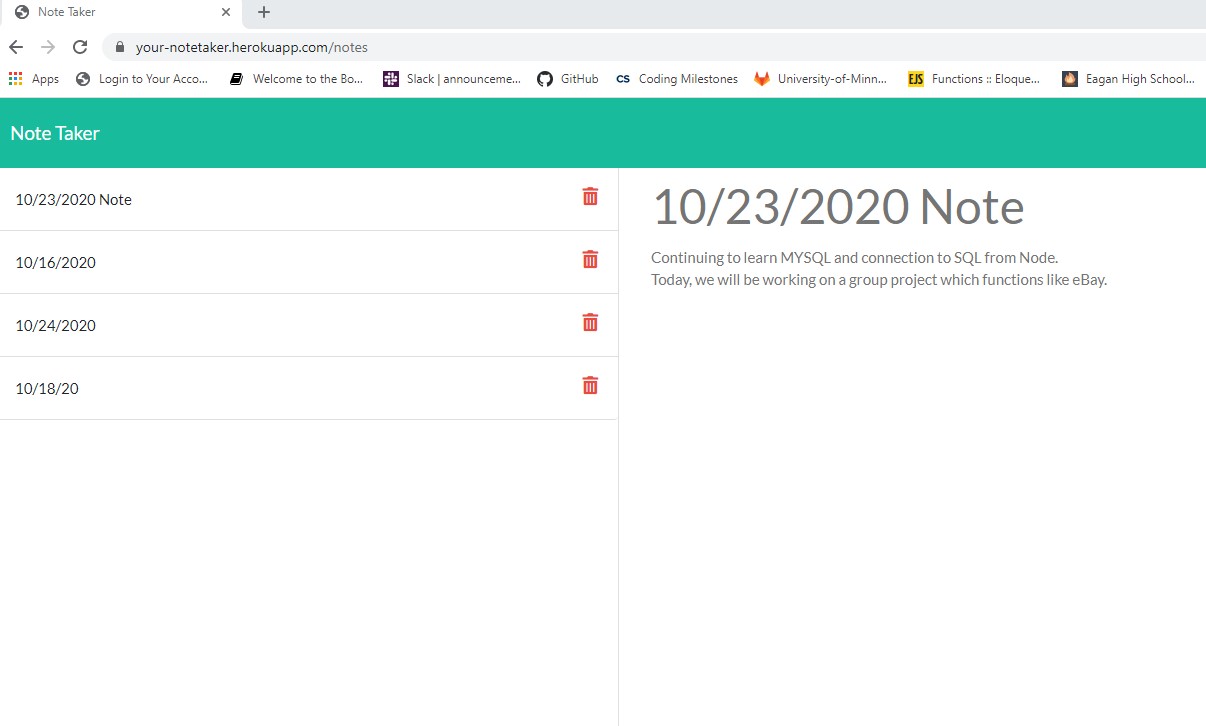 Note Taker
your-notetaker.herokuapp.com/notes
Apps Login to Your Acco... Welcome to the Bo... Slack | announceme... GitHub CS Coding Milestones University-of-Minn... EJS Functions :: Eloque... Eagan High School...
Note Taker
10/23/2020 Note
10/16/2020
10/24/2020
10/18/20
10/23/2020 Note
Continuing to learn MYSQL and connection to SQL from Node.
Today, we will be working on a group project which functions like eBay.